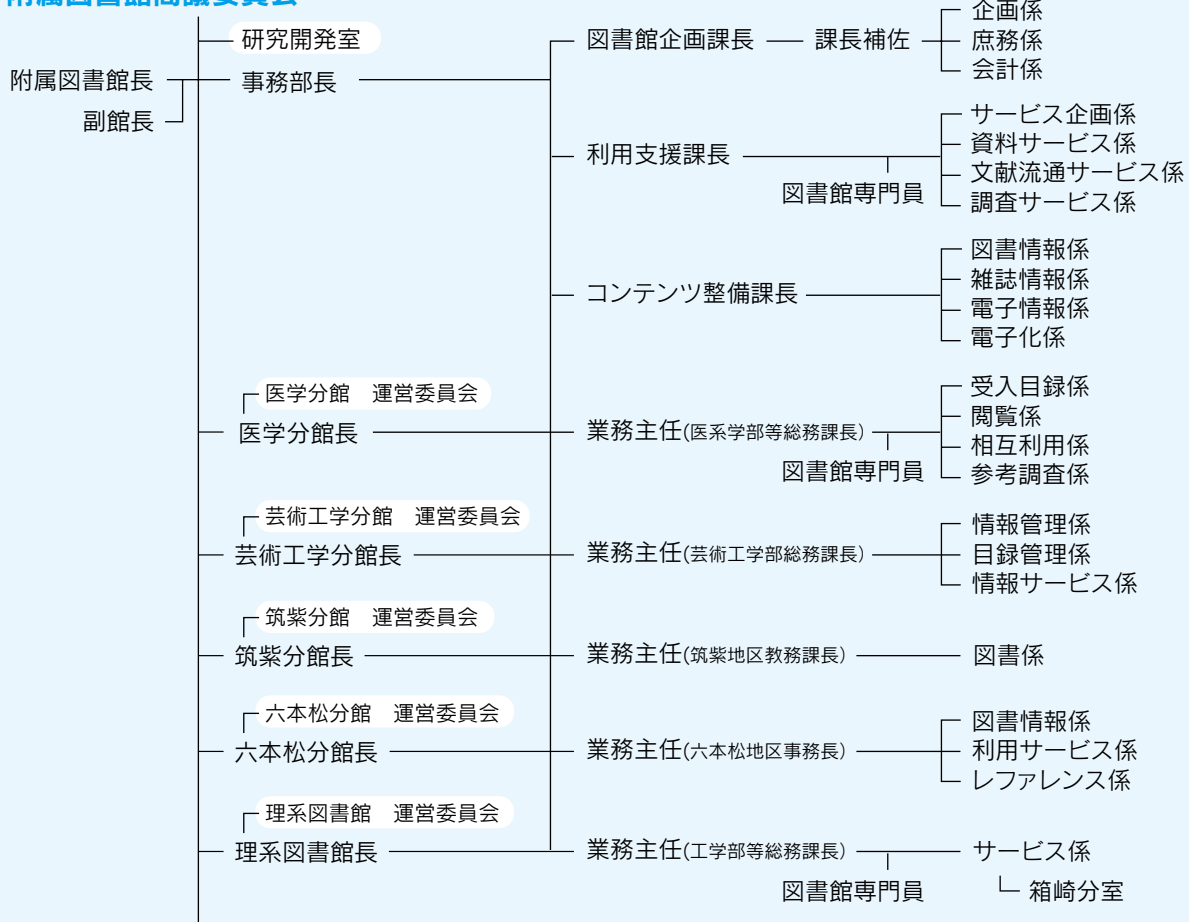 附属図書館商議委員会
研究開発室
附属図書館長
副館長
事務部長
図書館企画課長
課長補佐
企画係
庶務係
会計係
利用支援課長
図書館専門員
サービス企画係
資料サービス係
文献流通サービス係
調査サービス係
コンテンツ整備課長
図書情報係
雑誌情報係
電子情報係
電子化係
医学分館 運営委員会
医学分館長
業務主任(医系学部等総務課長)
図書館専門員
受入目録係
閲覧係
相互利用係
参考調査係
芸術工学分館 運営委員会
芸術工学分館長
業務主任(芸術工学部総務課長)
情報管理係
目録管理係
情報サービス係
筑紫分館 運営委員会
筑紫分館長
業務主任(筑紫地区教務課長)
図書係
六本松分館 運営委員会
六本松分館長
業務主任(六本松地区事務長)
図書情報係
利用サービス係
レファレンス係
理系図書館 運営委員会
理系図書館長
業務主任(工学部等総務課長)
図書館専門員
サービス係
箱崎分室